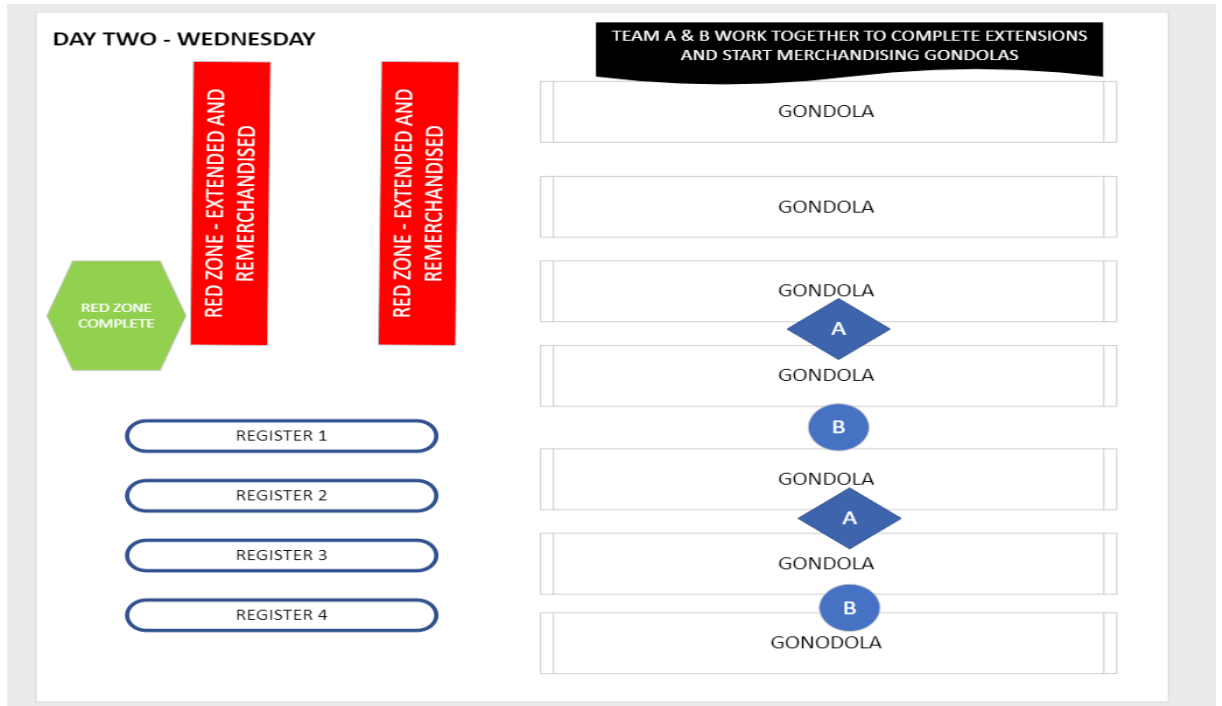 DAY TWO - WEDNESDAY
TEAM A & B WORK TOGETHER TO COMPLETE EXTENSIONS
AND START MERCHANDISING GONDOLAS
RED ZONE - EXTENDED AND
REMERCHANDISED
RED ZONE - EXTENDED AND
REMERCHANDISED
RED ZONE
COMPLETE
REGISTER 1
REGISTER 2
REGISTER 3
REGISTER 4
GONDOLA
GONDOLA
GONDOLA
A
GONDOLA
B
GONDOLA
A
GONDOLA
B
GONODOLA